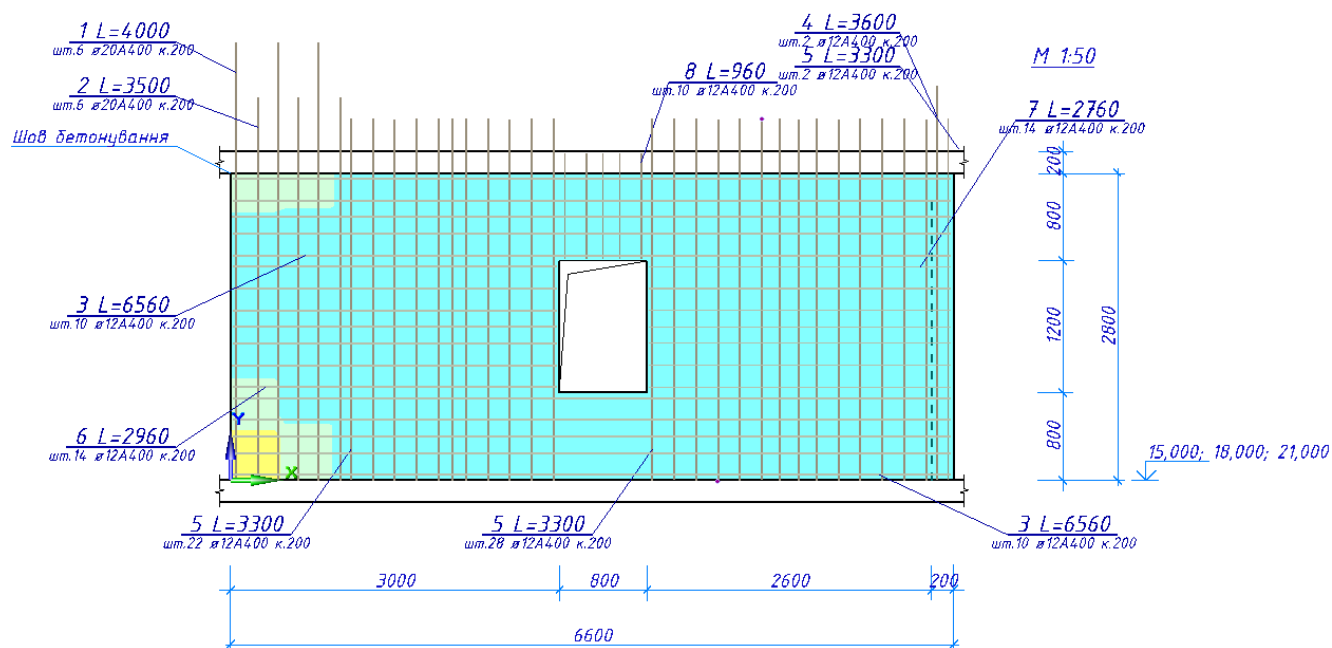 1 L=4000
шт.6 ⌀20А400 к.200
2 L=3500
шт.6 ⌀20А400 к.200
Шов бетонування
4 L=3600
шт.2 ⌀12А400 к.200
5 L=3300
шт.2 ⌀12А400 к.200
8 L=960
шт.10 ⌀12А400 к.200
М 1:50
7 L=2760
шт.14 ⌀12А400 к.200
200
800
3 L=6560
шт.10 ⌀12А400 к.200
1200
2800
Y
6 L=2960
шт.14 ⌀12А400 к.200
800
X
15,000; 18,000; 21,000
5 L=3300
шт.22 ⌀12А400 к.200
5 L=3300
шт.28 ⌀12А400 к.200
3 L=6560
шт.10 ⌀12А400 к.200
3000
800
2600
200
6600